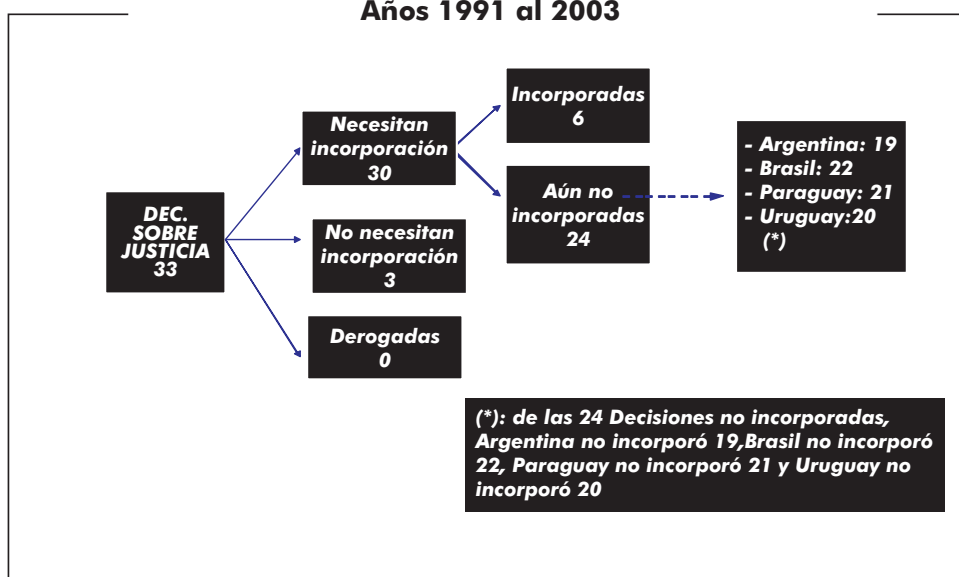 Años 1991 al 2003
DEC.
SOBRE
JUSTICIA
33
Necesitan
incorporación
30
No necesitan
incorporación
3
Derogadas
0
Incorporadas
6
Aún no
incorporadas
24
- Argentina: 19
- Brasil: 22
- Paraguay: 21
- Uruguay:20
(*)
(*): de las 24 Decisiones no incorporadas,
Argentina no incorporó 19,Brasil no incorporó
22, Paraguay no incorporó 21 y Uruguay no
incorporó 20